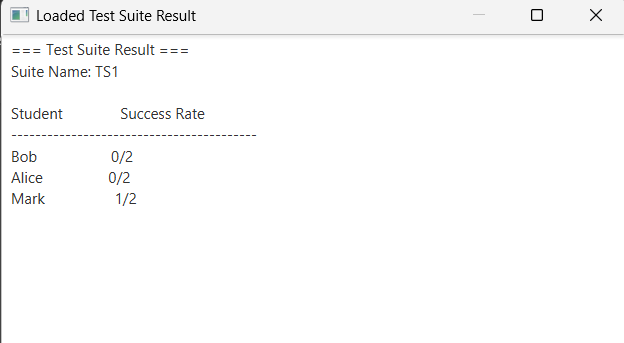 Loaded Test Suite Result
=== Test Suite Result ===
Suite Name: TS1
Student Success Rate
-----------------------------------------
Bob 0/2
Alice 0/2
Mark 1/2